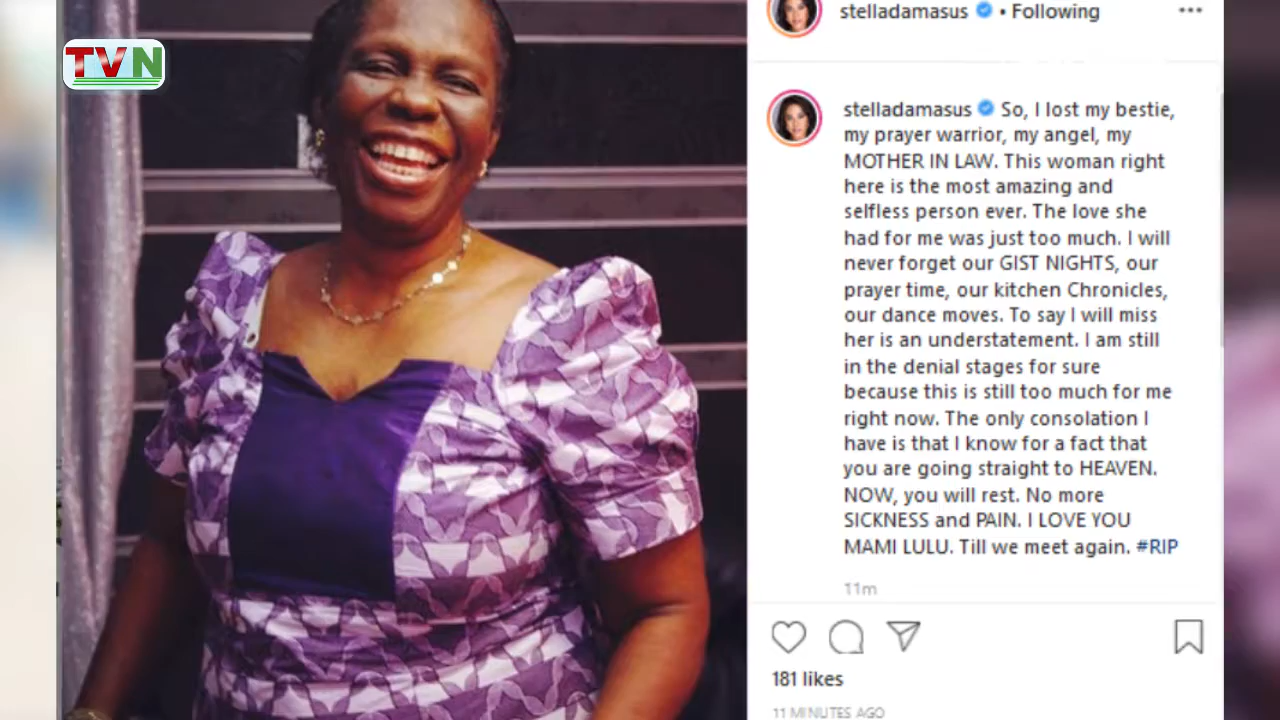 TVN
stelladamasus • Following
stelladamasus So, I lost my bestie,
my prayer warrior, my angel, my
MOTHER IN LAW. This woman right
here is the most amazing and
selfless person ever. The love she
had for me was just too much. I will
never forget our GIST NIGHTS, our
prayer time, our kitchen Chronicles,
our dance moves. To say I will miss
her is an understatement. I am still
in the denial stages for sure
because this is still too much for me
right now. The only consolation I
have is that I know for a fact that
you are going straight to HEAVEN.
NOW, you will rest. No more
SICKNESS and PAIN. I LOVE YOU
MAMI LULU. Till we meet again. #RIP
11m
181 likes
11 MINUTES AGO